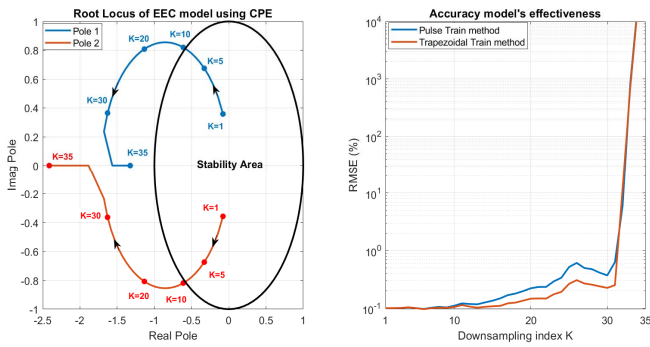 Root Locus of EEC model using CPE
Pole 1
Pole 2
K=20
K=10
K=5
K=30
K=1
K=35
Stability Area
K=35
K=1
K=30
K=5
K=20
K=10
1
0.8
0.6
0.4
0.2
0
-0.2
-0.4
-0.6
-0.8
-1
-2.5 -2 -1.5 -1 -0.5 0 0.5 1
Imag Pole
Real Pole
Accuracy model's effectiveness
Pulse Train method
Trapezoidal Train method
10^4
10^3
10^2
10^1
10^0
10^-1
1 10 20 30 35
RMSE (%)
Downsampling index K